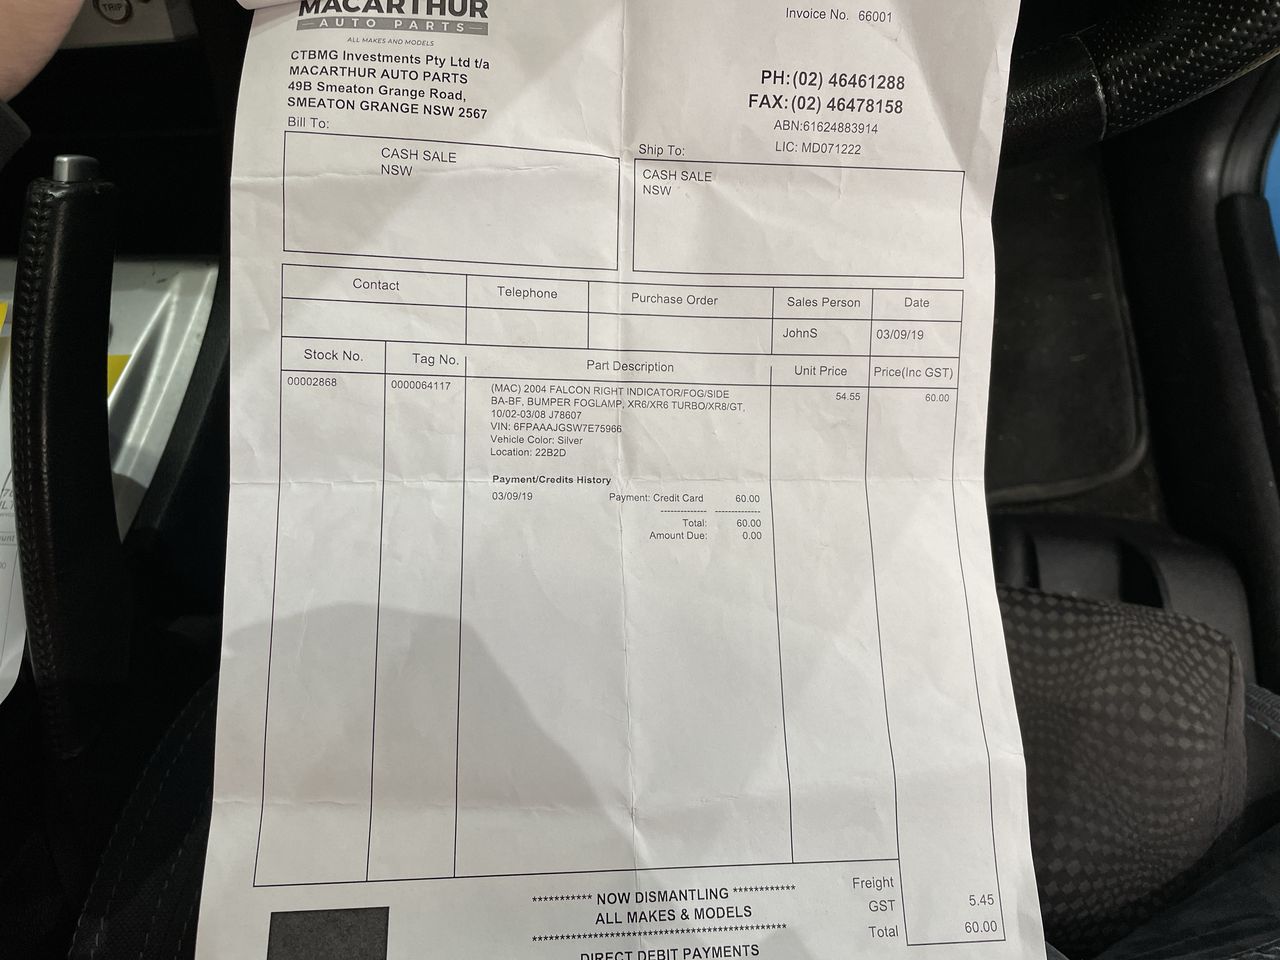 TRIP
MACARTHUR
AUTO PARTS
ALL MAKES AND MODELS
CTBMG Investments Pty Ltd t/a
MACARTHUR AUTO PARTS
49B Smeaton Grange Road,
SMEATON GRANGE NSW 2567
Invoice No. 66001
PH: (02) 46461288
FAX: (02) 46478158
ABN:61624883914
LIC: MD071222
Bill To:
CASH SALE
NSW
Ship To:
CASH SALE
NSW
Contact Telephone Purchase Order Sales Person Date
JohnS 03/09/19
Stock No. Tag No. Part Description Unit Price Price(Inc GST)
00002868 0000064117 (MAC) 2004 FALCON RIGHT INDICATOR/FOG/SIDE 54.55 60.00
BA-BF, BUMPER FOGLAMP, XR6/XR6 TURBO/XR8/GT,
10/02-03/08 J78607
VIN: 6FPAAAJGSW7E75966
Vehicle Color: Silver
Location: 22B2D
Payment/Credits History
03/09/19 Payment: Credit Card 60.00
-------------- --------------
Total: 60.00
Amount Due: 0.00
*********** NOW DISMANTLING ************
ALL MAKES & MODELS
*********************************************
DIRECT DEBIT PAYMENTS
Freight
GST 5.45
Total 60.00